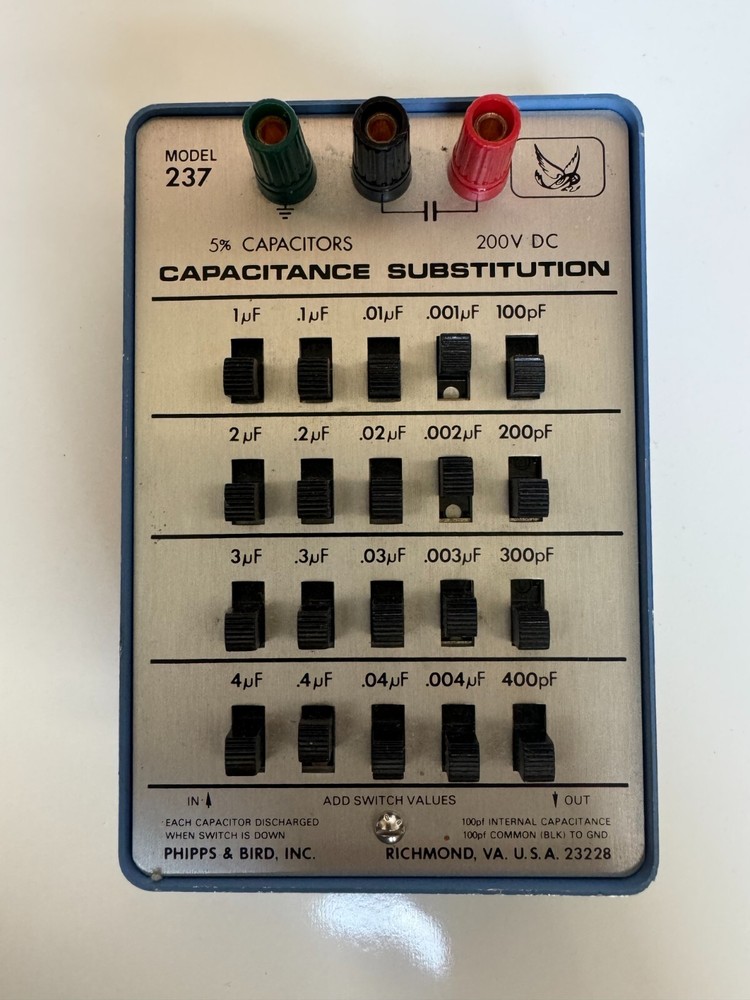 MODEL
237
5% CAPACITORS 200V DC
CAPACITANCE SUBSTITUTION
1µF .1µF .01µF .001µF 100pF
2µF .2µF .02µF .002µF 200pF
3µF .3µF .03µF .003µF 300pF
4µF .4µF .04µF .004µF 400pF
IN ADD SWITCH VALUES OUT
EACH CAPACITOR DISCHARGED 100pf INTERNAL CAPACITANCE
WHEN SWITCH IS DOWN 100pf COMMON (BLK) TO GND.
PHIPPS & BIRD, INC. RICHMOND, VA. U.S.A. 23228